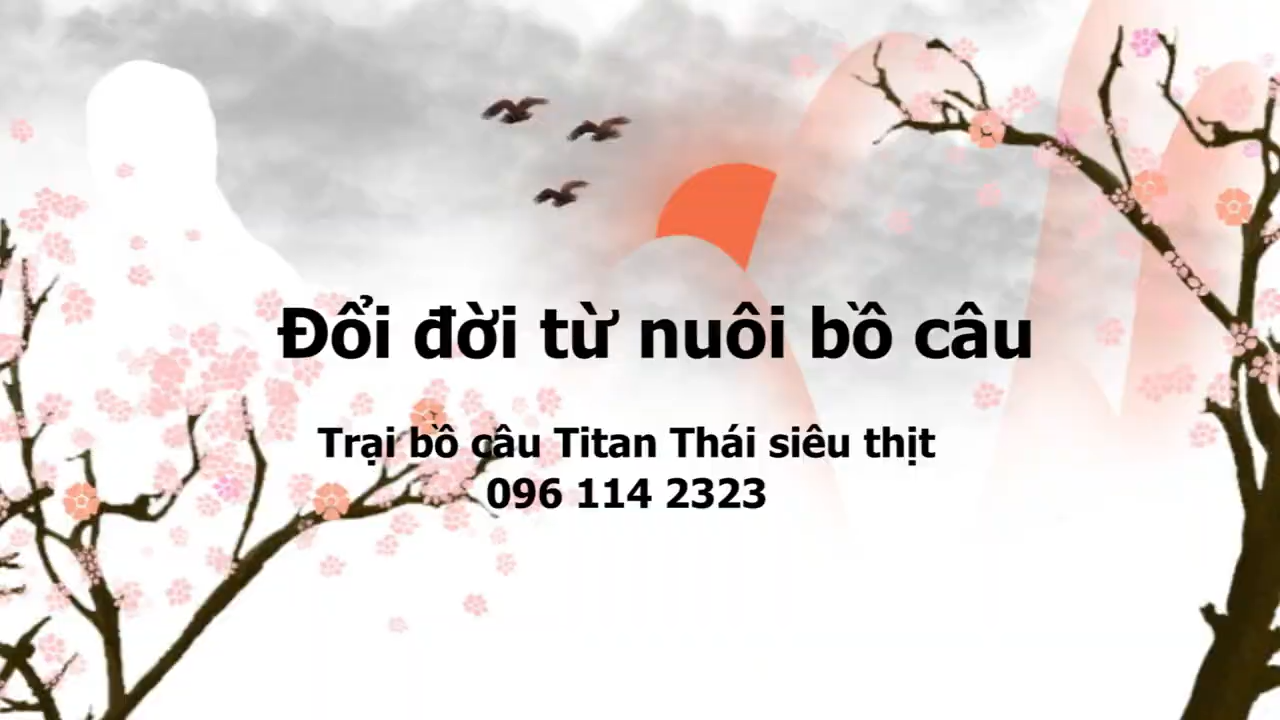 Đổi đời từ nuôi bồ câu
Trại bồ câu Titan Thái siêu thịt
096 114 2323